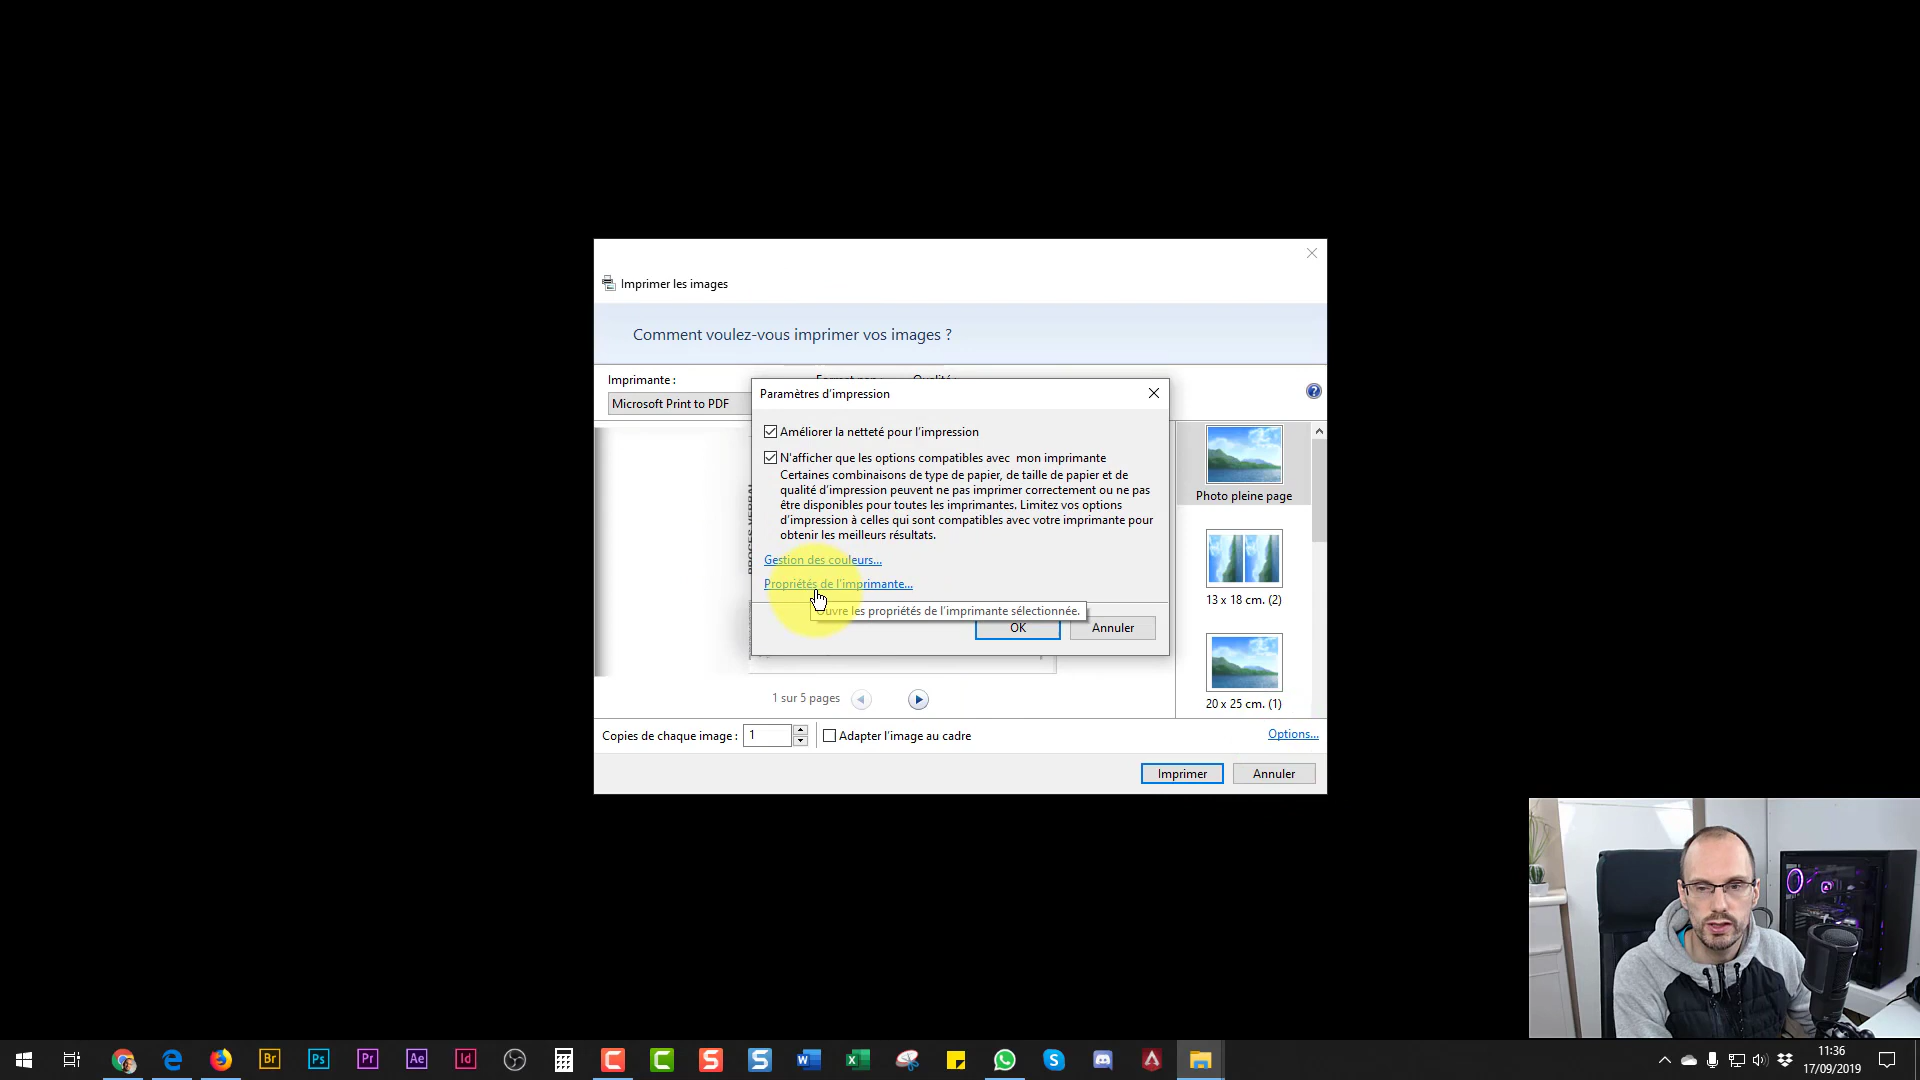 Imprimer les images
Comment voulez-vous imprimer vos images ?
Imprimante :
Microsoft Print to PDF
Paramètres d'impression
Améliorer la netteté pour l'impression
N'afficher que les options compatibles avec mon imprimante
Certaines combinaisons de type de papier, de taille de papier et de
qualité d'impression peuvent ne pas imprimer correctement ou ne pas
être disponibles pour toutes les imprimantes. Limitez vos options
d'impression à celles qui sont compatibles avec votre imprimante pour
obtenir les meilleurs résultats.
Gestion des couleurs...
Propriétés de l'imprimante...
Ouvre les propriétés de l'imprimante sélectionnée.
OK
Annuler
Photo pleine page
13 x 18 cm. (2)
20 x 25 cm. (1)
1 sur 5 pages
Copies de chaque image :
1
Adapter l'image au cadre
Options...
Imprimer
Annuler
Br
Ps
Pr
Ae
Id
11:36
17/09/2019